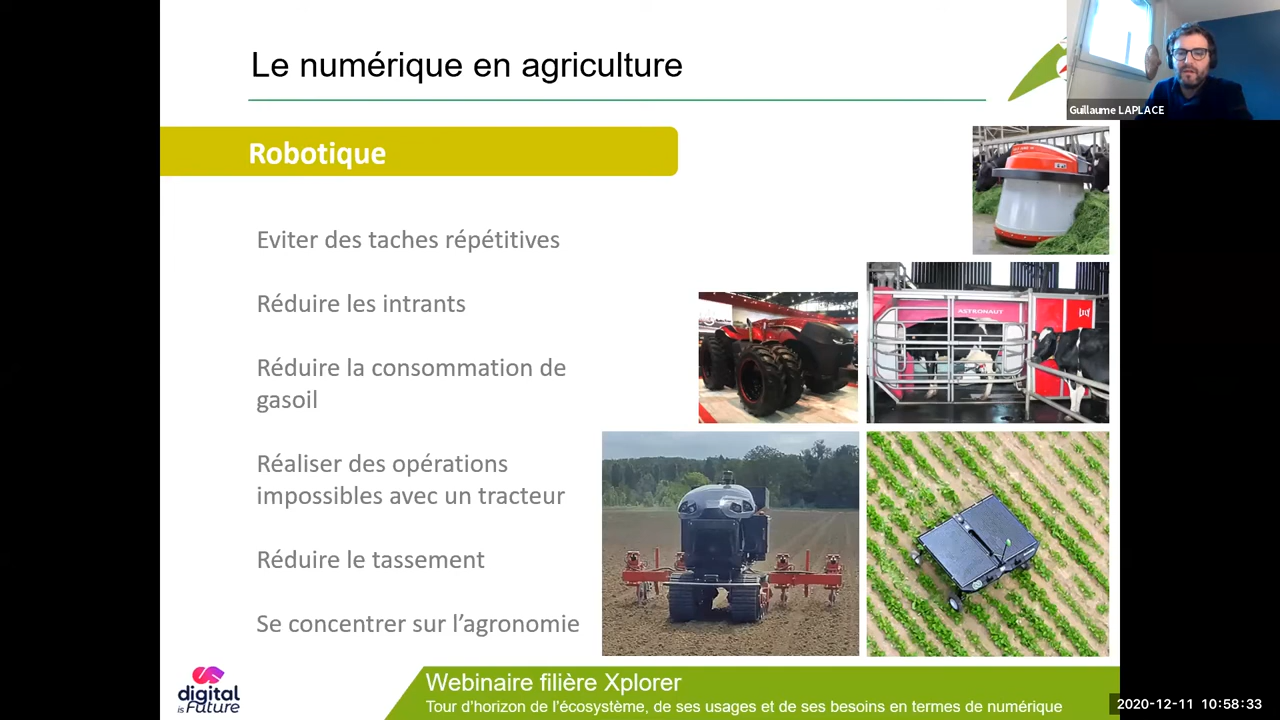 Le numérique en agriculture
Guillaume LAPLACE
Robotique
Eviter des taches répétitives
Réduire les intrants
Réduire la consommation de
gasoil
Réaliser des opérations
impossibles avec un tracteur
Réduire le tassement
Se concentrer sur l’agronomie
ASTRONAUT
LELY
digital
is Future
Webinaire filière Xplorer
Tour d’horizon de l’écosystème, de ses usages et de ses besoins en termes de numérique
2020-12-11 10:58:33